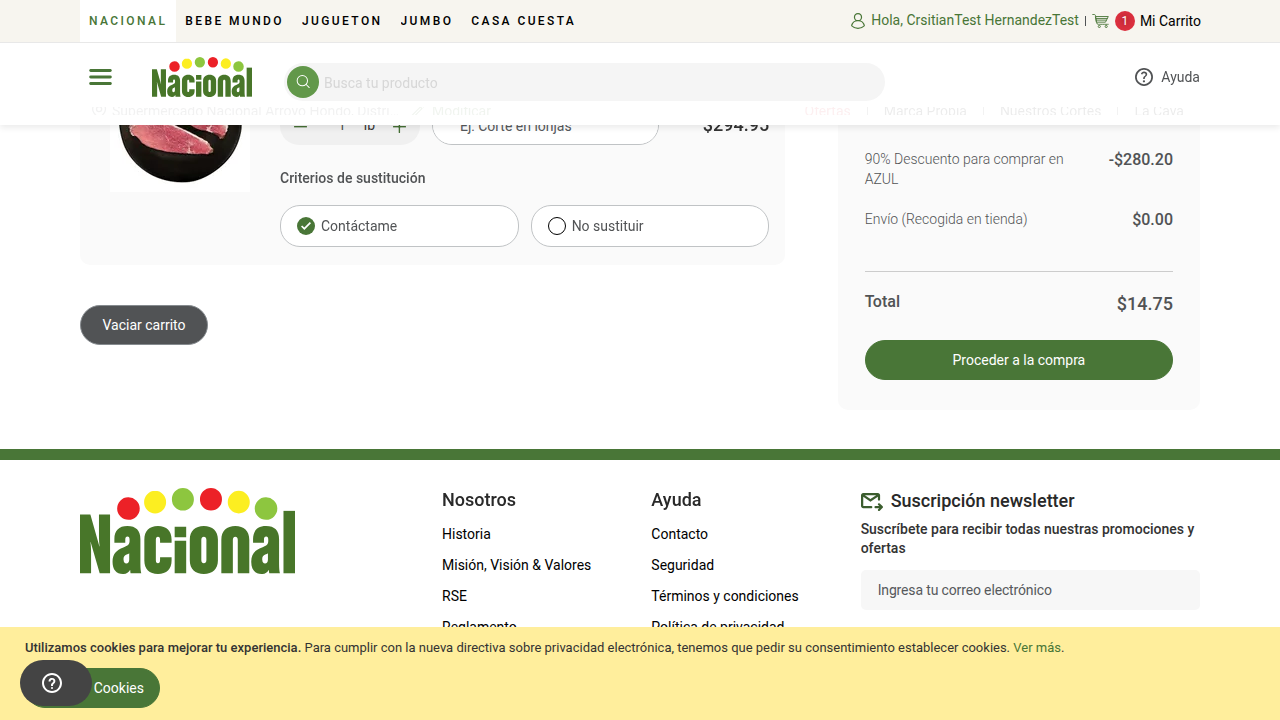 NACIONAL BEBE MUNDO JUGUETON JUMBO CASA CUESTA Hola, CrsitianTest HernandezTest | 1 Mi Carrito
Nacional Busca tu producto Ayuda
Supermercado Nacional Arroyo Hondo, Distri... Modificar Ofertas Marca Propia Nuestros Cortes La Cava
1 lb Ej. Corte en lonjas $294.95
90% Descuento para comprar en AZUL -$280.20
Criterios de sustitución
Contáctame No sustituir
Envío (Recogida en tienda) $0.00
Total $14.75
Vaciar carrito
Proceder a la compra
Nacional
Nosotros
Historia
Misión, Visión & Valores
RSE
Reglamento
Ayuda
Contacto
Seguridad
Términos y condiciones
Política de privacidad
Suscripción newsletter
Suscríbete para recibir todas nuestras promociones y
ofertas
Ingresa tu correo electrónico
Utilizamos cookies para mejorar tu experiencia. Para cumplir con la nueva directiva sobre privacidad electrónica, tenemos que pedir su consentimiento establecer cookies. Ver más.
Cookies